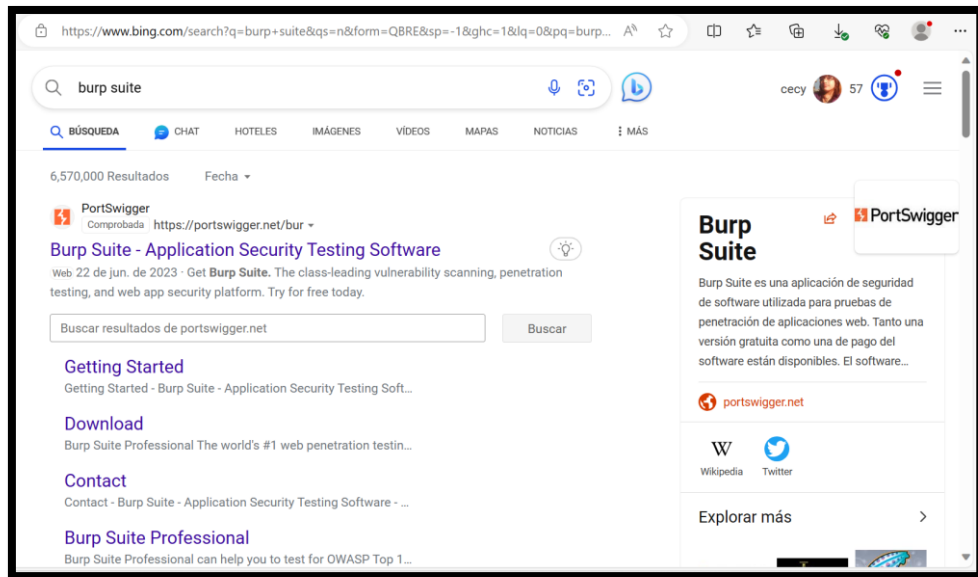 https://www.bing.com/search?q=burp+suite&qs=n&form=QBRE&sp=-1&ghc=1&lq=0&pq=burp...
burp suite
cecy
57
BÚSQUEDA
CHAT
HOTELES
IMÁGENES
VÍDEOS
MAPAS
NOTICIAS
MÁS
6,570,000 Resultados
Fecha
PortSwigger
Comprobada https://portswigger.net/bur
Burp Suite - Application Security Testing Software
Web 22 de jun. de 2023 · Get Burp Suite. The class-leading vulnerability scanning, penetration
testing, and web app security platform. Try for free today.
Buscar resultados de portswigger.net
Buscar
Getting Started
Getting Started - Burp Suite - Application Security Testing Soft...
Download
Burp Suite Professional The world's #1 web penetration testin...
Contact
Contact - Burp Suite - Application Security Testing Software - ...
Burp Suite Professional
Burp Suite Professional can help you to test for OWASP Top 1...
Burp
Suite
PortSwigger
Burp Suite es una aplicación de seguridad
de software utilizada para pruebas de
penetración de aplicaciones web. Tanto una
versión gratuita como una de pago del
software están disponibles. El software...
portswigger.net
W
Wikipedia
Twitter
Explorar más